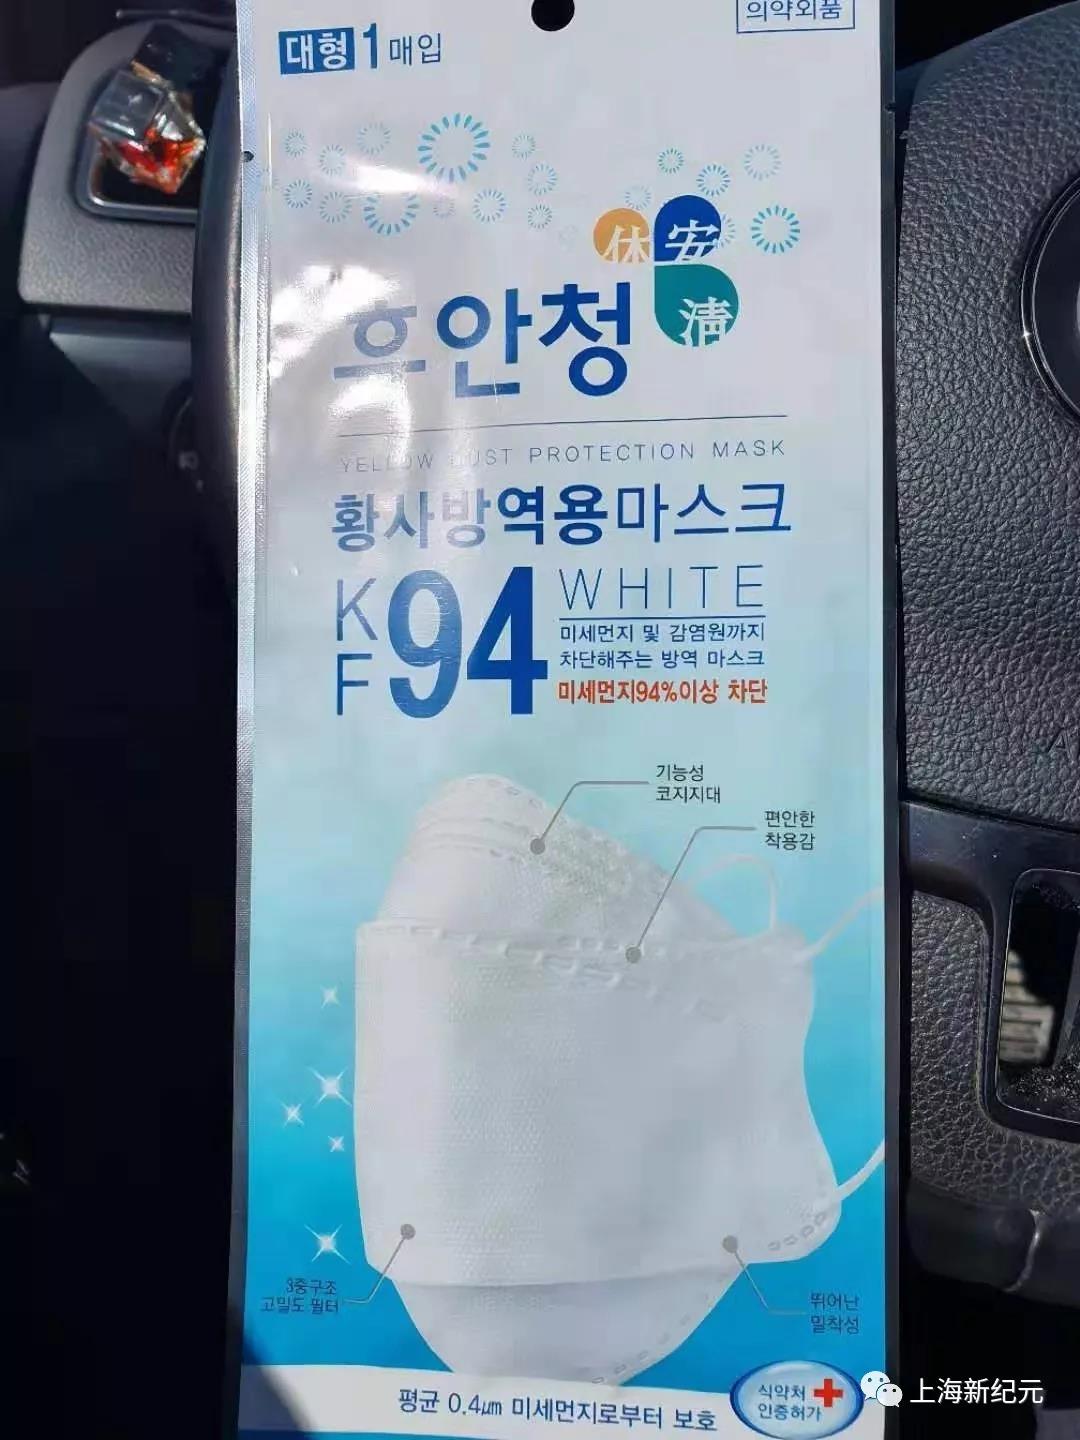 의약외품
대형 1 매입
休 安
清
휴안청
YELLOW DUST PROTECTION MASK
황사방역용마스크
KF94
WHITE
미세먼지 및 감염원까지
차단해주는 방역 마스크
미세먼지94%이상 차단
기능성
코지지대
편안한
착용감
3중구조
고밀도 필터
뛰어난
밀착성
평균 0.4㎛ 미세먼지로부터 보호
식약처
인증허가
上海新纪元